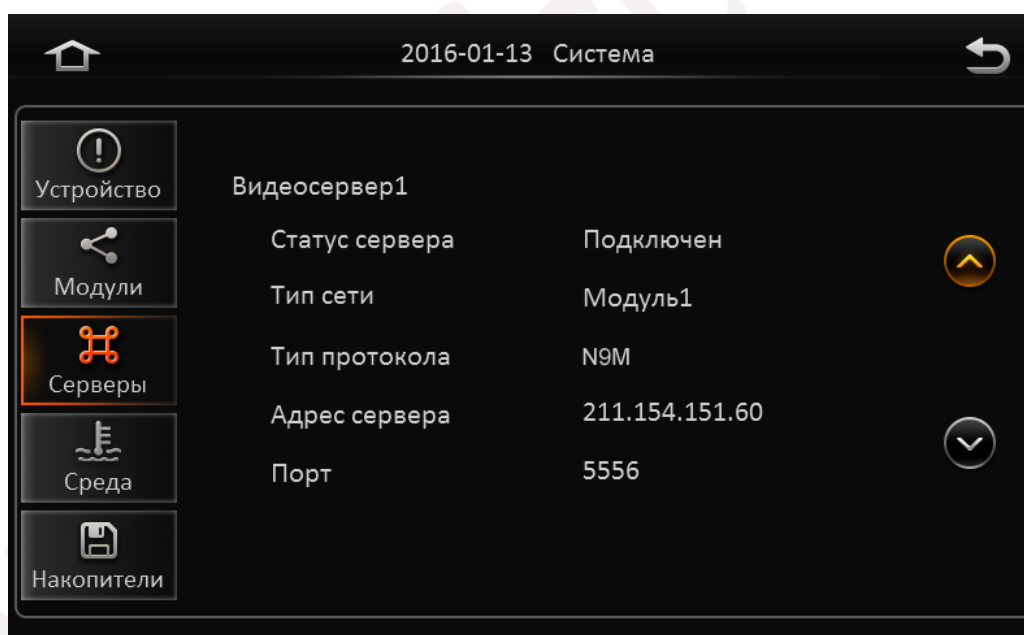 2016-01-13 Система
Устройство
Модули
Серверы
Среда
Накопители
Видеосервер1
Статус сервера Подключен
Тип сети Модуль1
Тип протокола N9M
Адрес сервера 211.154.151.60
Порт 5556